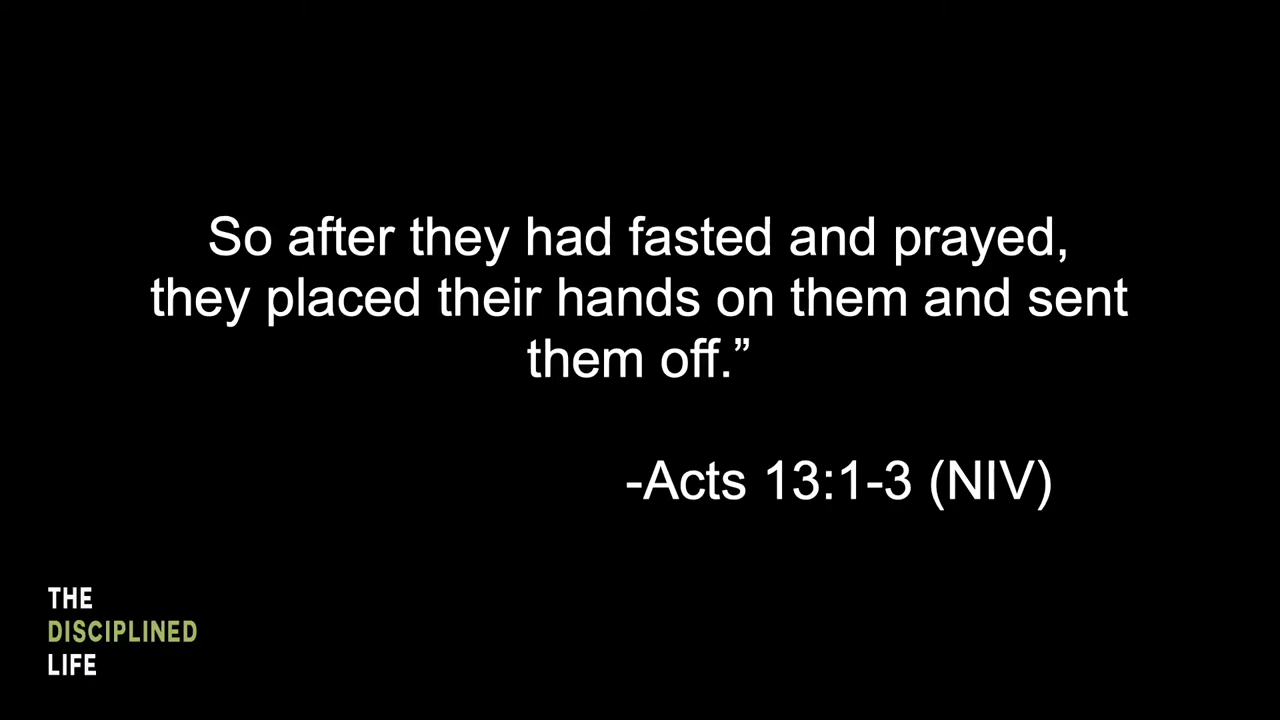 So after they had fasted and prayed,
they placed their hands on them and sent
them off.”
-Acts 13:1-3 (NIV)
THE
DISCIPLINED
LIFE